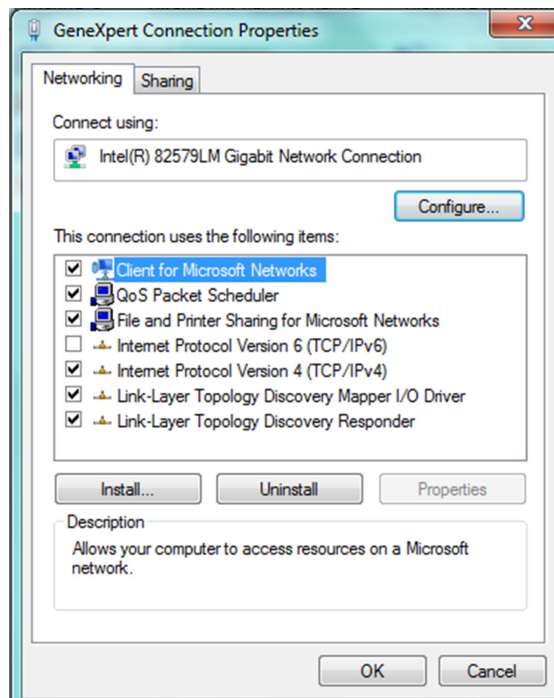 GeneXpert Connection Properties
Networking
Sharing
Connect using:
Intel(R) 82579LM Gigabit Network Connection
Configure...
This connection uses the following items:
Client for Microsoft Networks
QoS Packet Scheduler
File and Printer Sharing for Microsoft Networks
Internet Protocol Version 6 (TCP/IPv6)
Internet Protocol Version 4 (TCP/IPv4)
Link-Layer Topology Discovery Mapper I/O Driver
Link-Layer Topology Discovery Responder
Install...
Uninstall
Properties
Description
Allows your computer to access resources on a Microsoft
network.
OK
Cancel